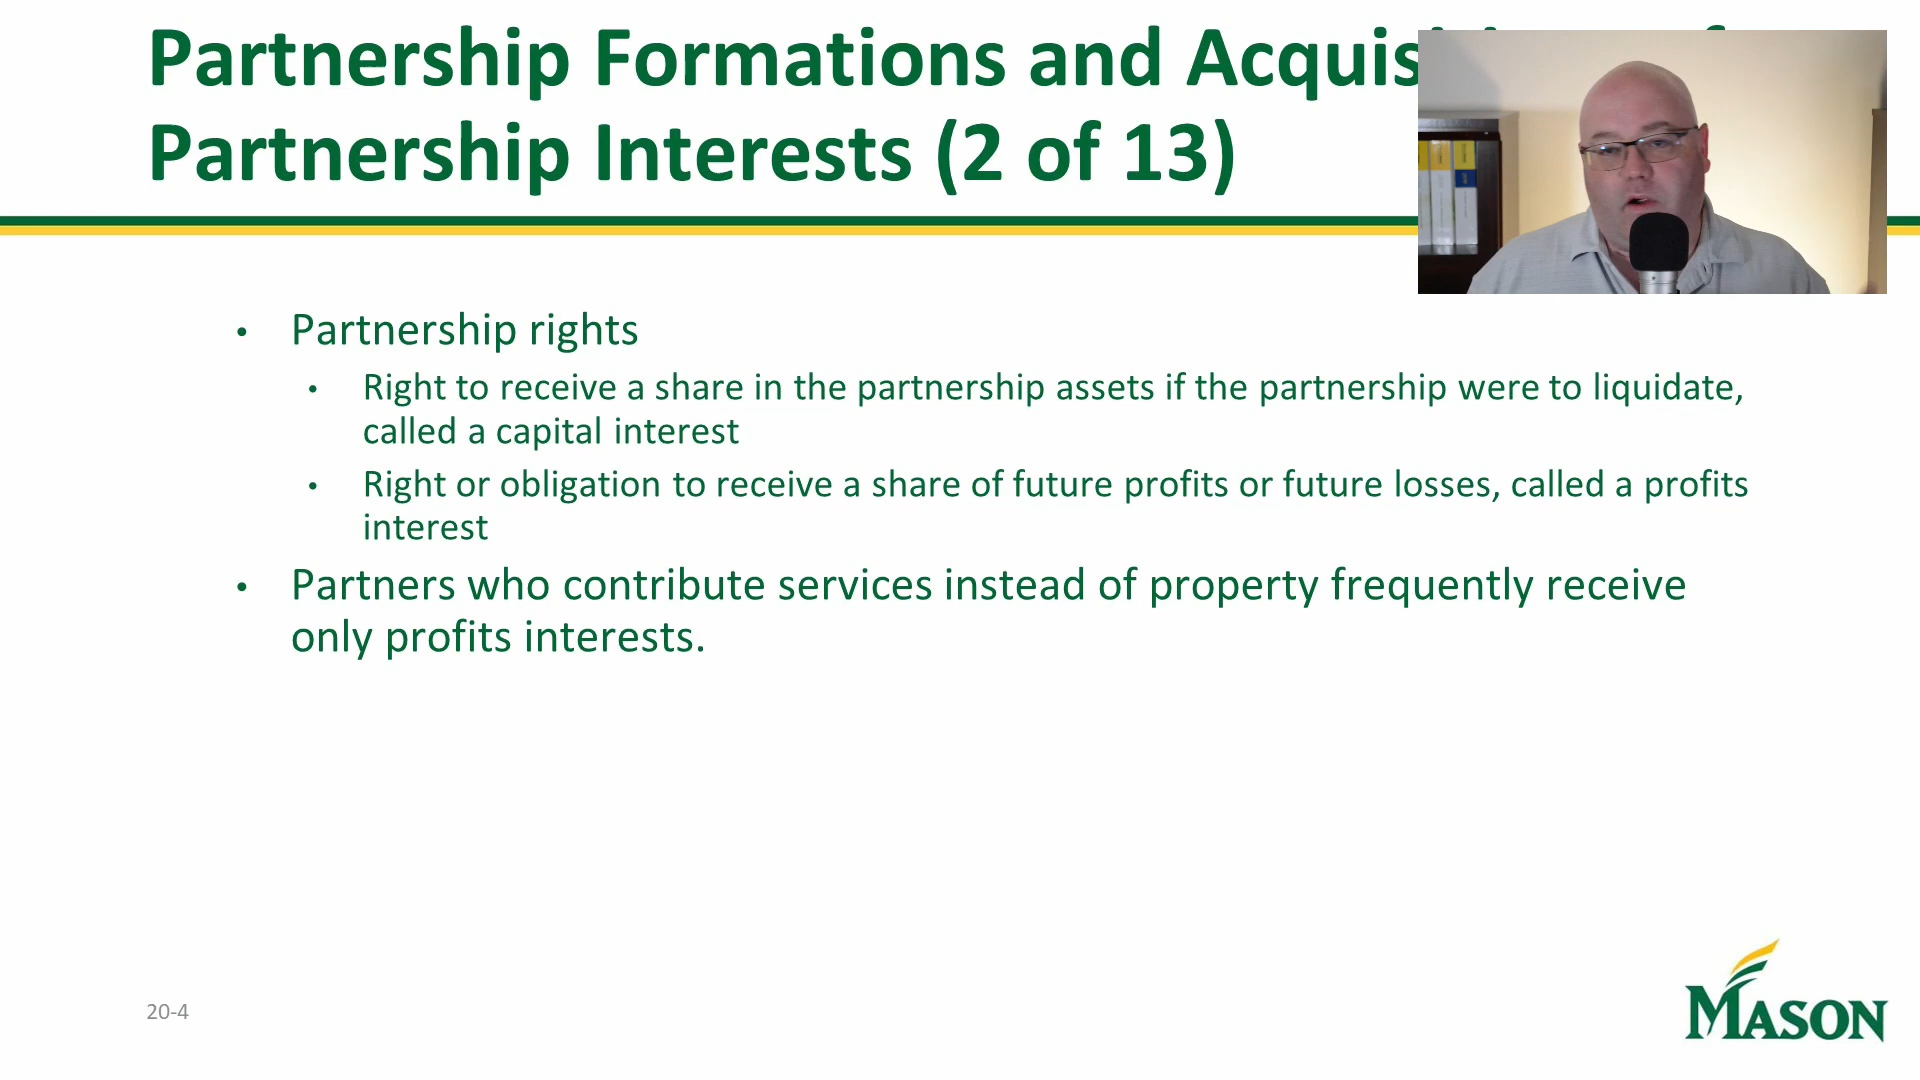 Partnership Formations and
Partnership Interests (2 of 13)
• Partnership rights
• Right to receive a share in the partnership assets if the partnership were to liquidate,
called a capital interest
• Right or obligation to receive a share of future profits or future losses, called a profits
interest
• Partners who contribute services instead of property frequently receive
only profits interests.
20-4
MASON